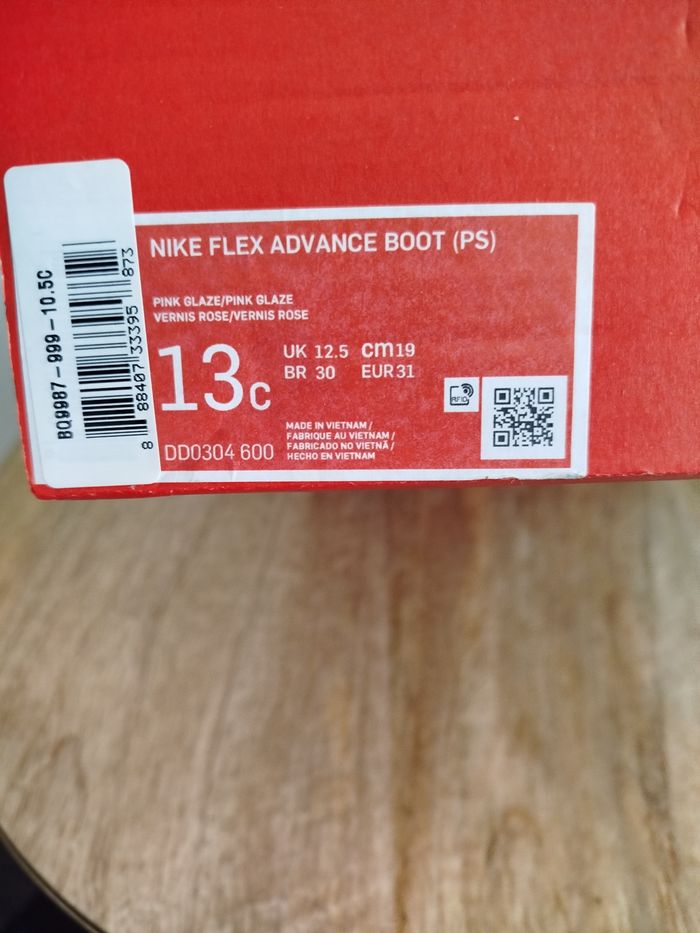 NIKE FLEX ADVANCE BOOT (PS)
PINK GLAZE/PINK GLAZE
VERNIS ROSE/VERNIS ROSE
13C
UK 12.5 cm19
BR 30 EUR31
RFID
DD0304 600
MADE IN VIETNAM /
FABRIQUE AU VIETNAM /
FABRICADO NO VIETNÃ /
HECHO EN VIETNAM
BQ9987-999-10.5C
8 88407 33395 873